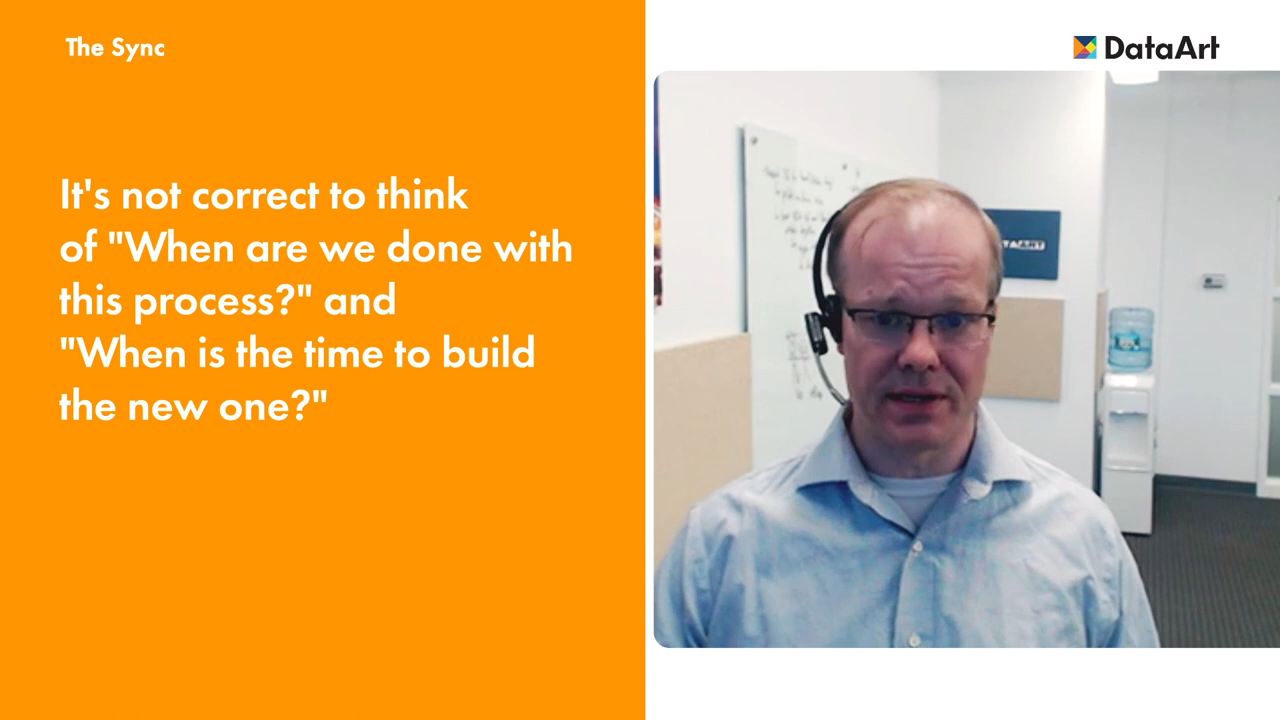 The Sync
DataArt
It's not correct to think
of "When are we done with
this process?" and
"When is the time to build
the new one?"
TAART